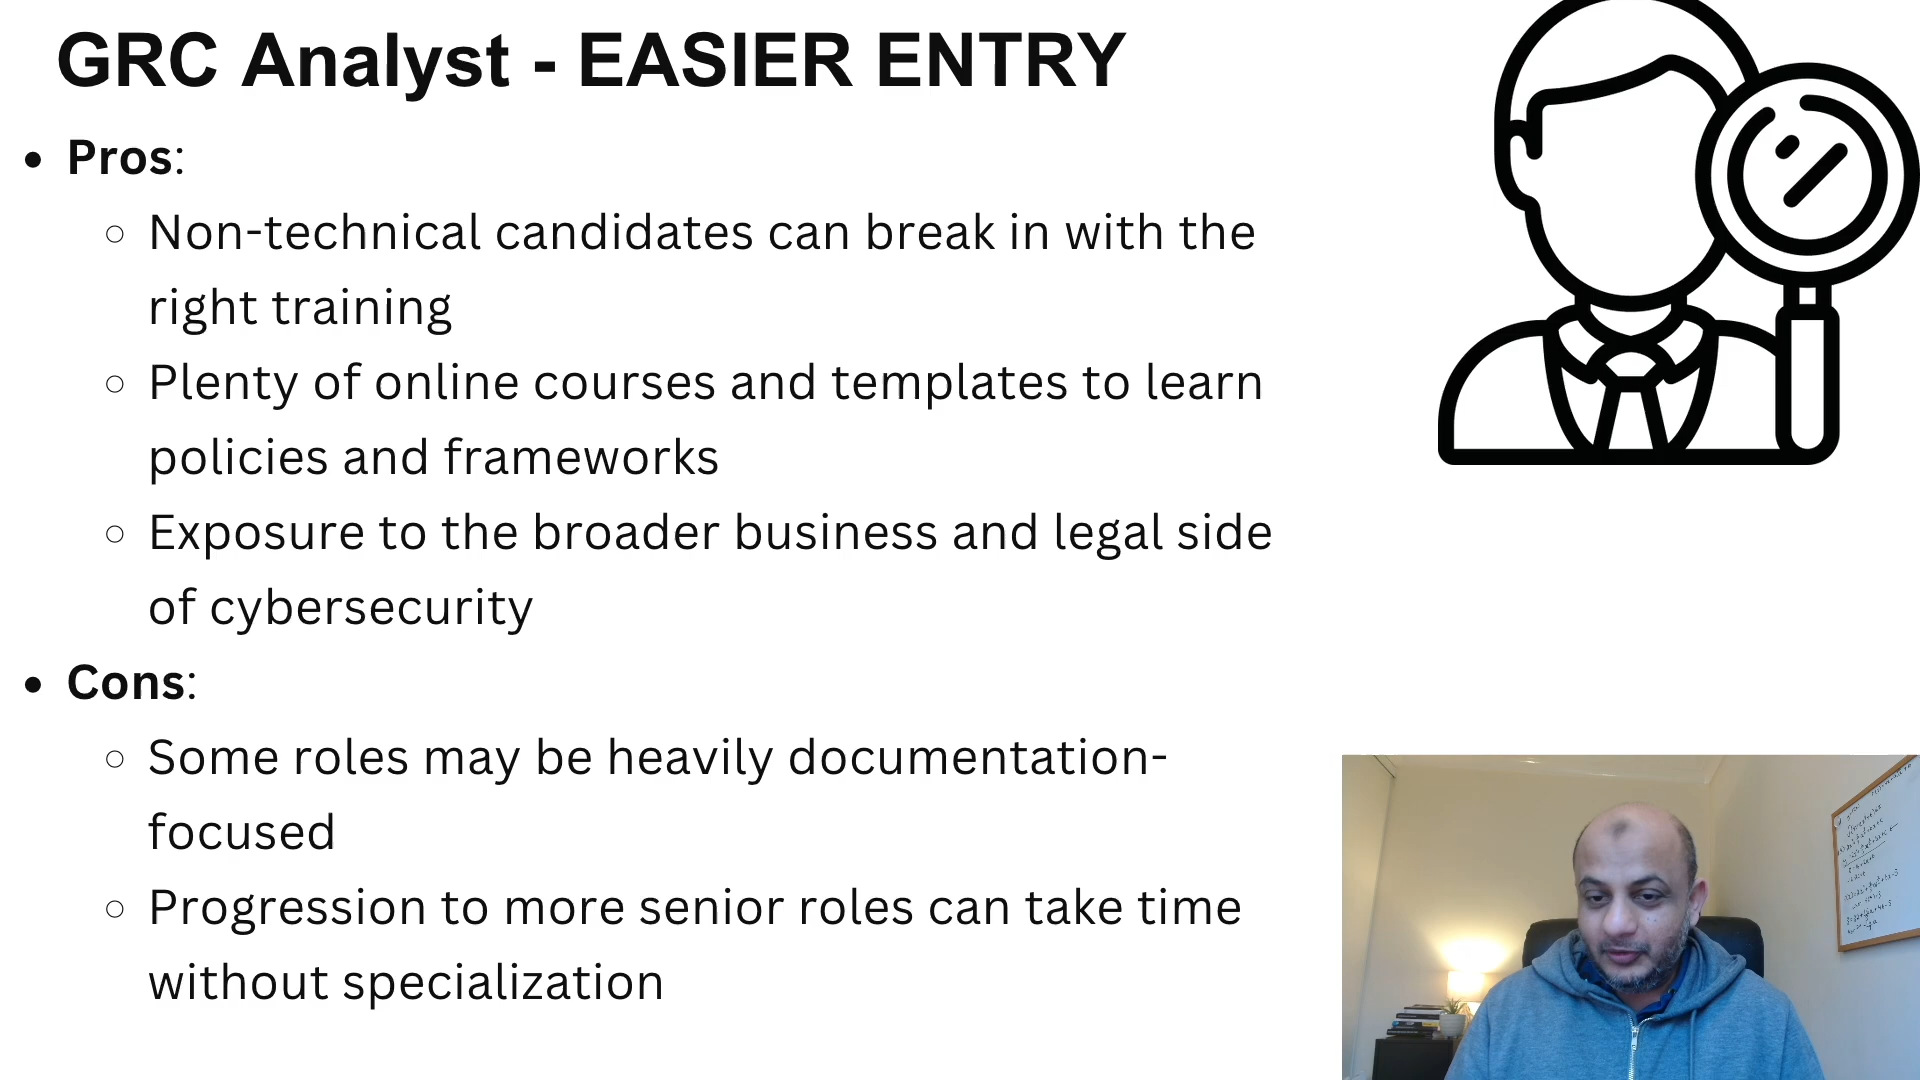 GRC Analyst - EASIER ENTRY
• Pros:
○ Non-technical candidates can break in with the
right training
○ Plenty of online courses and templates to learn
policies and frameworks
○ Exposure to the broader business and legal side
of cybersecurity
• Cons:
○ Some roles may be heavily documentation-
focused
○ Progression to more senior roles can take time
without specialization